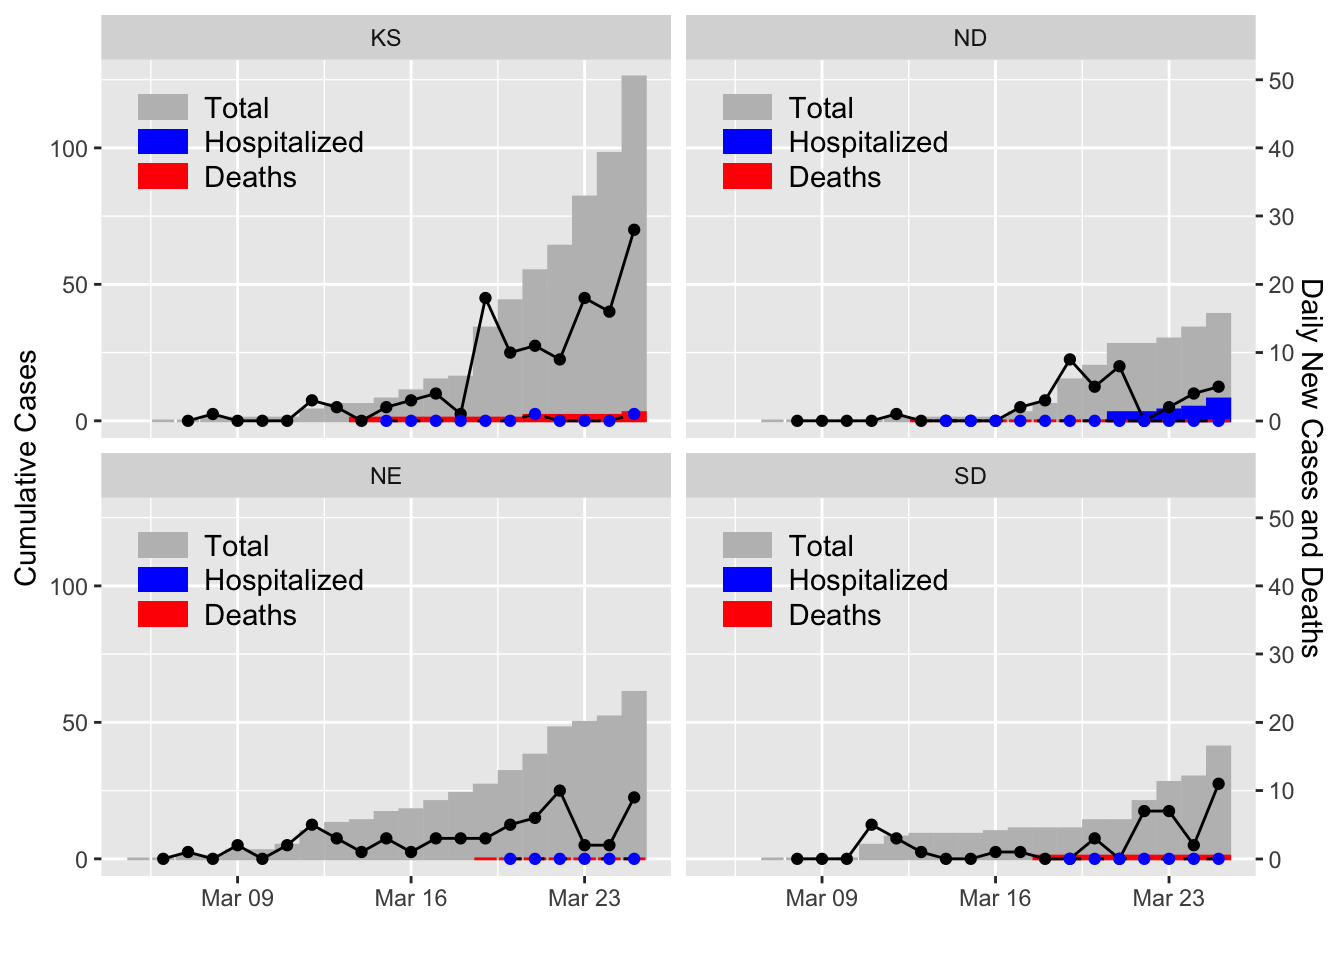 KS
ND
Total
Hospitalized
Deaths
Total
Hospitalized
Deaths
100
50
0
50
40
30
20
10
0
NE
SD
Total
Hospitalized
Deaths
Total
Hospitalized
Deaths
100
50
0
50
40
30
20
10
0
Mar 09
Mar 16
Mar 23
Mar 09
Mar 16
Mar 23
Cumulative Cases
Daily New Cases and Deaths